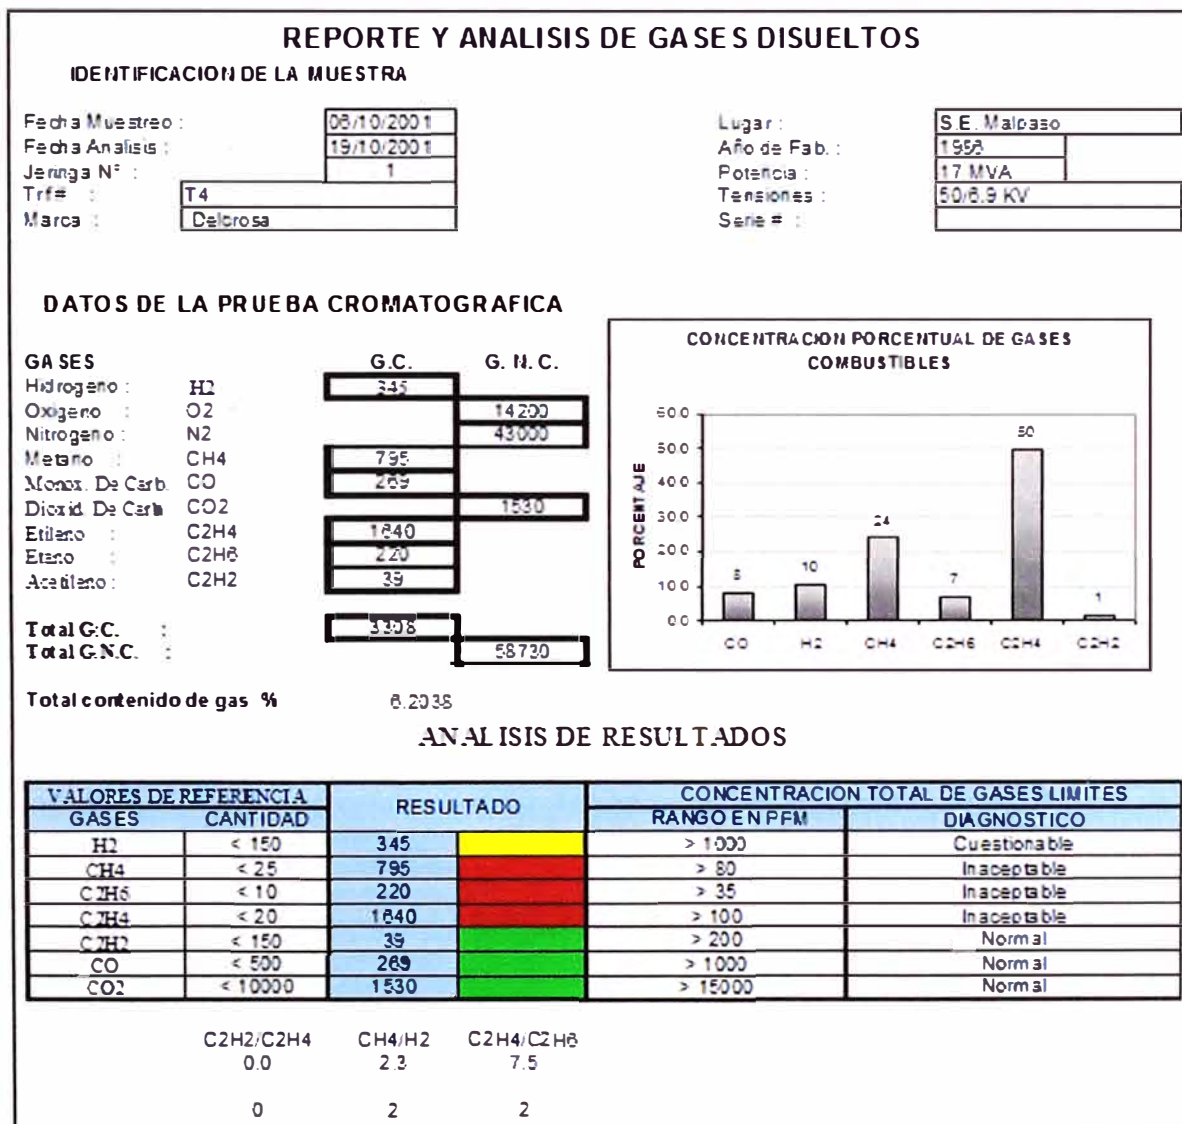 REPORTE Y ANALISIS DE GASES DISUELTOS
IDENTIFICACION DE LA MUESTRA
Fecha Muestreo : 06/10/2001 Lugar : S.E. Malpaso
Fecha Analisis : 19/10/2001 Año de Fab. : 1956
Jeringa N° : 1 Potencia : 17 MVA
Trf# : T4 Tensiones : 50/6.9 KV
Marca : Delcrosa Serie # :
DATOS DE LA PRUEBA CROMATOGRAFICA
GASES G.C. G. N. C.
Hidrogeno : H2 345
Oxigeno : O2 14200
Nitrogeno : N2 43000
Metano : CH4 795
Monox. De Carb. CO 269
Dioxid. De Carb CO2 1530
Etileno : C2H4 1640
Etano : C2H6 220
Acetileno : C2H2 39
Total G.C. : 3308
Total G.N.C. : 58730
Total contenido de gas % 6.2038
CONCENTRACION PORCENTUAL DE GASES
COMBUSTIBLES
PORCENTAJE
60.0
50.0
40.0
30.0
20.0
10.0
0.0
8 10 24 7 50 1
CO H2 CH4 C2H6 C2H4 C2H2
ANALISIS DE RESULTADOS
VALORES DE REFERENCIA RESULTADO CONCENTRACION TOTAL DE GASES LIMITES
GASES CANTIDAD RANGO EN PPM DIAGNOSTICO
H2 < 150 345 > 1000 Cuestionable
CH4 < 25 795 > 80 Inaceptable
C2H6 < 10 220 > 35 Inaceptable
C2H4 < 20 1640 > 100 Inaceptable
C2H2 < 150 39 > 200 Normal
CO < 500 269 > 1000 Normal
CO2 < 10000 1530 > 15000 Normal
C2H2/C2H4 CH4/H2 C2H4/C2H6
0.0 2.3 7.5
0 2 2